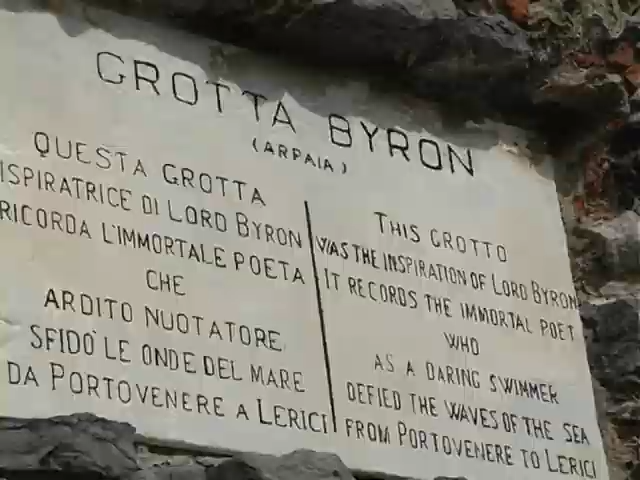 GROTTA BYRON
(ARPAIA)
QUESTA GROTTA
ISPIRATRICE DI LORD BYRON
RICORDA L'IMMORTALE POETA
CHE
ARDITO NUOTATORE
SFIDO' LE ONDE DEL MARE
DA PORTOVENERE A LERICI
THIS GROTTO
WAS THE INSPIRATION OF LORD BYRON
IT RECORDS THE IMMORTAL POET
WHO
AS A DARING SWIMMER
DEFIED THE WAVES OF THE SEA
FROM PORTOVENERE TO LERICI